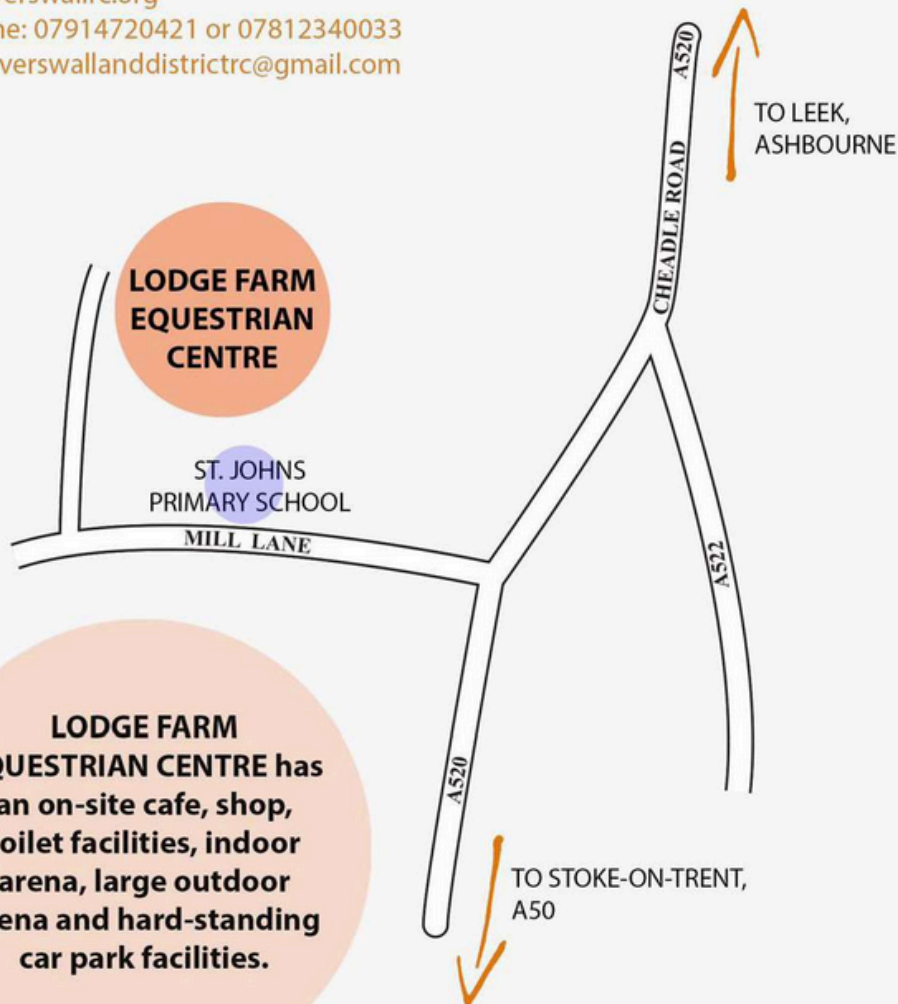 verswallrc.org
ne: 07914720421 or 07812340033
verswallanddistrictrc@gmail.com
A520
TO LEEK,
ASHBOURNE
CHEADLE ROAD
LODGE FARM
EQUESTRIAN
CENTRE
ST. JOHNS
PRIMARY SCHOOL
MILL LANE
A522
LODGE FARM
QUESTRIAN CENTRE has
an on-site cafe, shop,
oilet facilities, indoor
arena, large outdoor
ena and hard-standing
car park facilities.
A520
TO STOKE-ON-TRENT,
A50